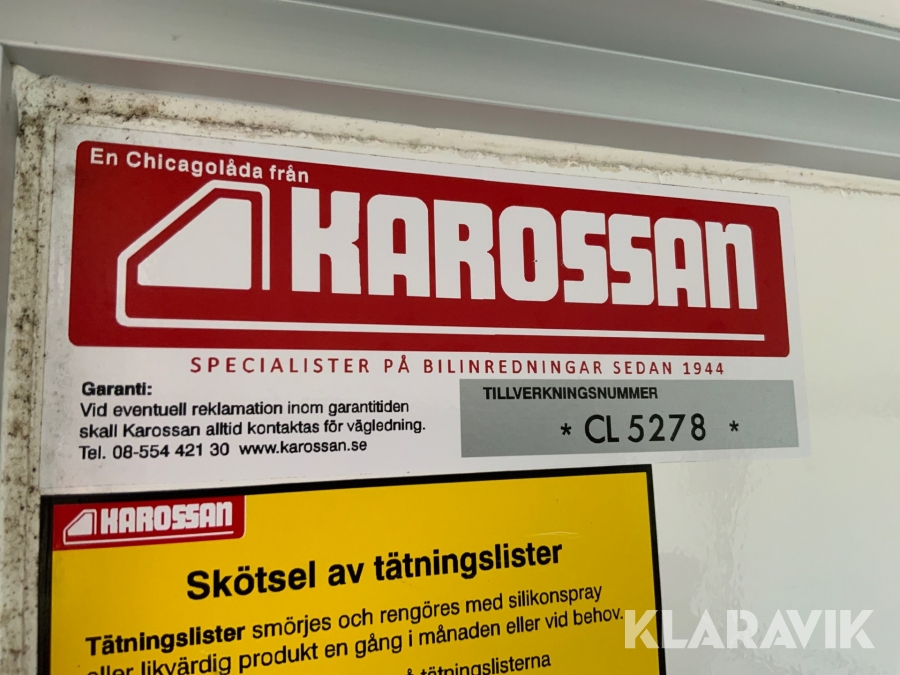 En Chicagolåda från
KAROSSAN
SPECIALISTER PÅ BILINREDNINGAR SEDAN 1944
Garanti:
Vid eventuell reklamation inom garantitiden
skall Karossan alltid kontaktas för vägledning.
Tel. 08-554 421 30 www.karossan.se
TILLVERKNINGSNUMMER
* CL 5278 *
KAROSSAN
Skötsel av tätningslister
Tätningslister smörjes och rengöres med silikonspray
eller likvärdig produkt en gång i månaden eller vid behov.
tätningslisterna
KLARAVIK